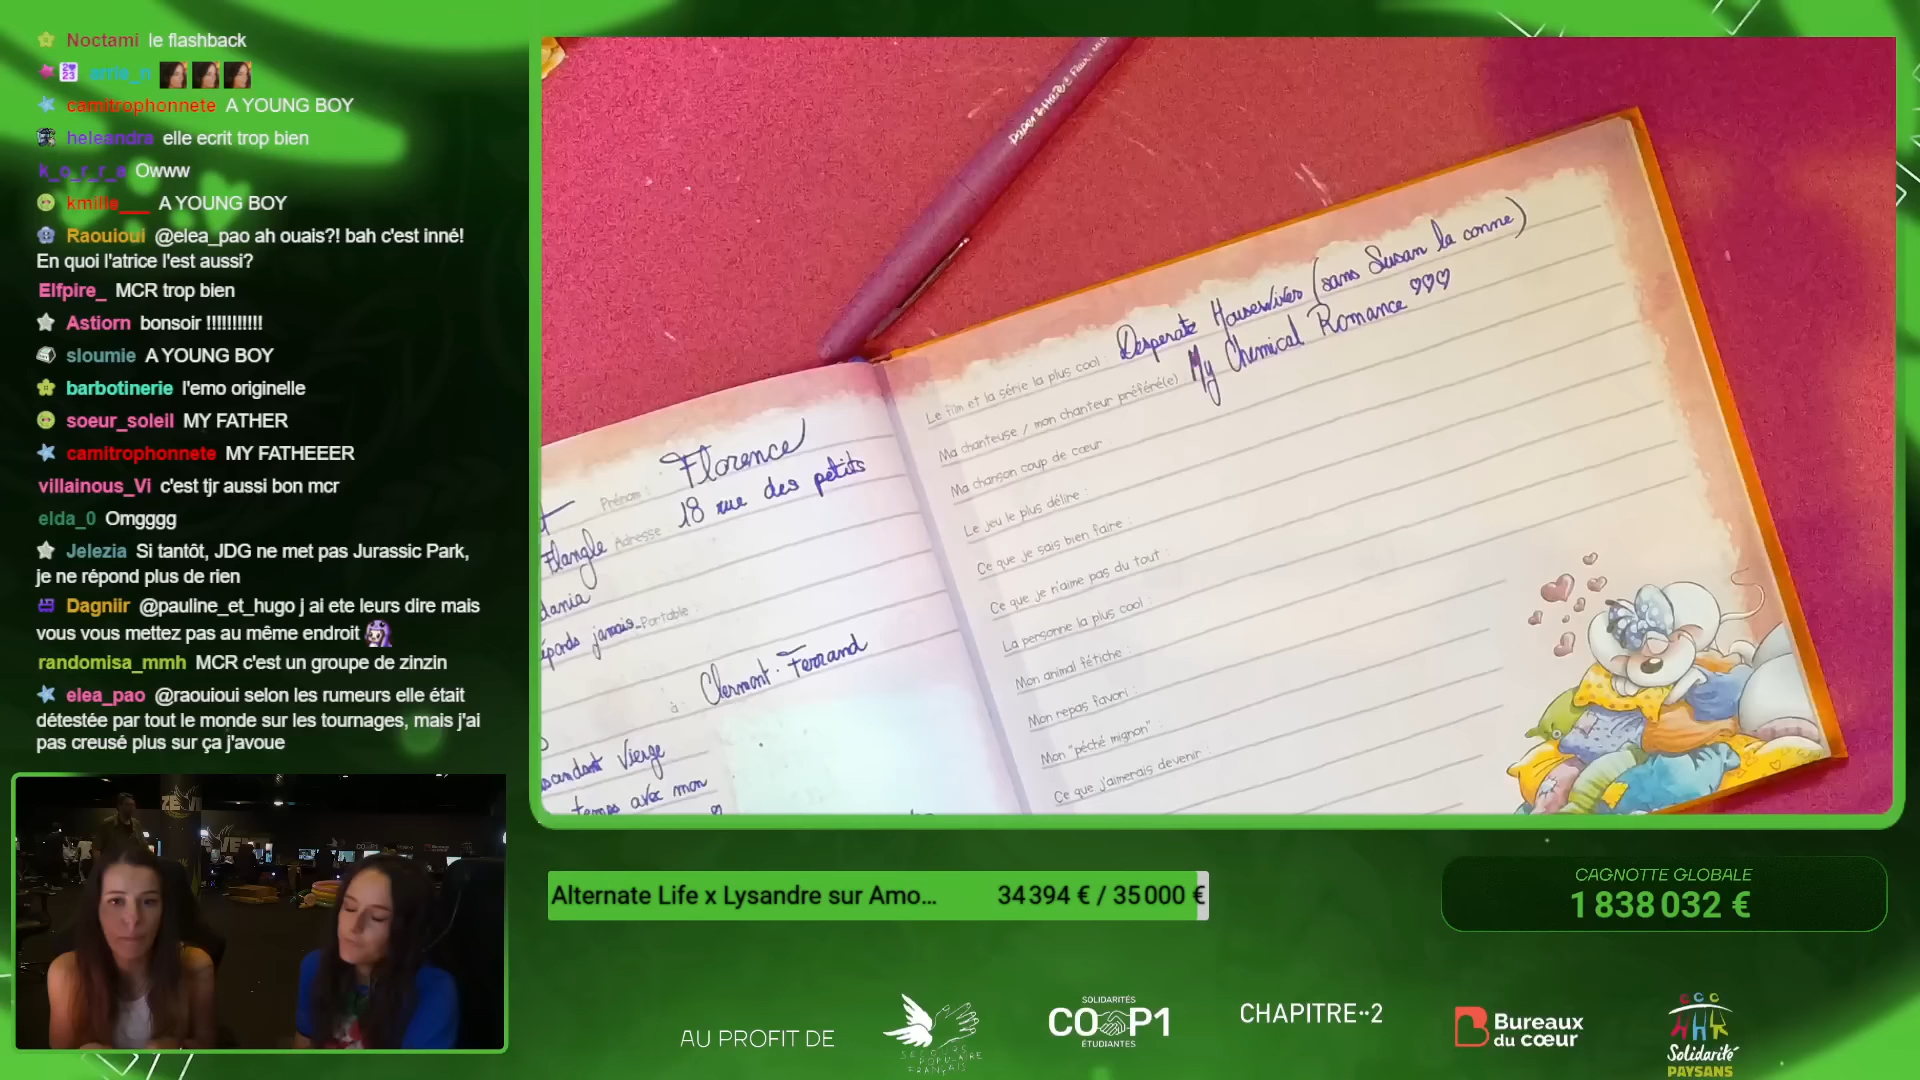 Noctami le flashback
arrie_n
camitrophonnete A YOUNG BOY
heleandra elle ecrit trop bien
k_o_r_r_a Owww
kmille___ A YOUNG BOY
Raouioui @elea_pao ah ouais?! bah c'est inné!
En quoi l'atrice l'est aussi?
Elfpire_ MCR trop bien
Astiorn bonsoir !!!!!!!!!!!
sloumie A YOUNG BOY
barbotinerie l'emo originelle
soeur_soleil MY FATHER
camitrophonnete MY FATHEEER
villainous_Vi c'est tjr aussi bon mcr
elda_0 Omgggg
Jelezia Si tantôt, JDG ne met pas Jurassic Park,
je ne répond plus de rien
Dagniir @pauline_et_hugo j ai ete leurs dire mais
vous vous mettez pas au même endroit
randomisa_mmh MCR c'est un groupe de zinzin
elea_pao @raouioui selon les rumeurs elle était
détestée par tout le monde sur les tournages, mais j'ai
pas creusé plus sur ça j'avoue
Prénom : Florence
Adresse 18 rue des petits
Portable :
jamais
à : Clermont-Ferrand
Vierge
temps avec mon
Le film et la série la plus cool : Desperate Housewives (sans Susan la conne)
Ma chanteuse / mon chanteur préféré(e) My Chemical Romance ♡♡♡
Ma chanson coup de cœur :
Le jeu le plus délire :
Ce que je sais bien faire :
Ce que je n'aime pas du tout :
La personne la plus cool :
Mon animal fétiche :
Mon repas favori :
Mon "péché mignon" :
Ce que j'aimerais devenir :
Alternate Life x Lysandre sur Amo... 34 394 € / 35 000 €
CAGNOTTE GLOBALE
1 838 032 €
AU PROFIT DE
SECOURS
POPULAIRE
FRANÇAIS
SOLIDARITÉS
CO P1
ÉTUDIANTES
CHAPITRE··2
Bureaux
du cœur
Solidarité
PAYSANS